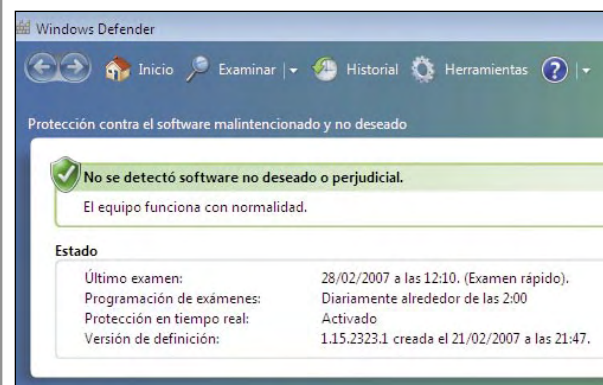 Windows Defender
Inicio Examinar Historial Herramientas ?
Protección contra el software malintencionado y no deseado
No se detectó software no deseado o perjudicial.
El equipo funciona con normalidad.
Estado
Último examen: 28/02/2007 a las 12:10. (Examen rápido).
Programación de exámenes: Diariamente alrededor de las 2:00
Protección en tiempo real: Activado
Versión de definición: 1.15.2323.1 creada el 21/02/2007 a las 21:47.